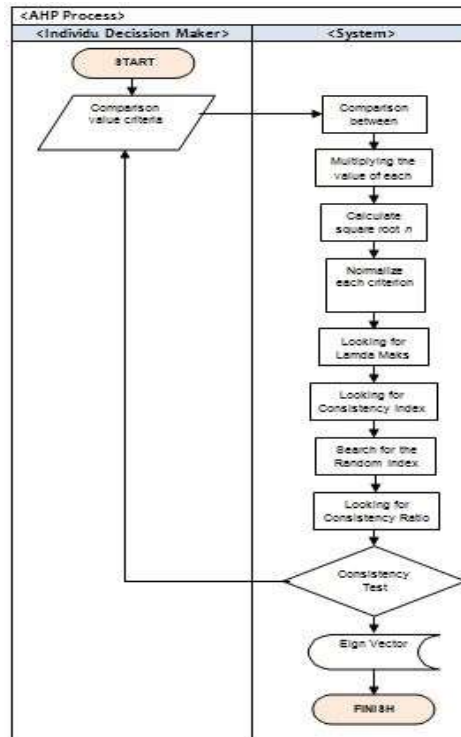 <AHP Process>
<Individu Decission Maker>
<System>
START
Comparison
value criteria
Comparison
between
Multiplying the
value of each
Calculate
square root n
Normalize
each criterion
Looking for
Lamda Maks
Looking for
Consistency Index
Search for the
Random Index
Looking for
Consistency Ratio
Consistency
Test
Eign Vector
FINISH